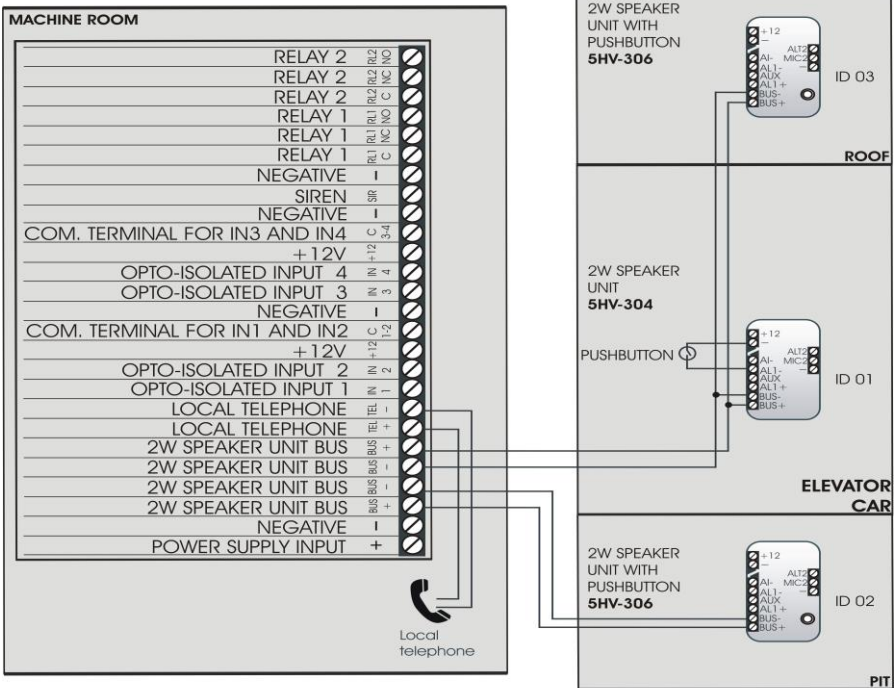 MACHINE ROOM
RELAY 2 RL2 NO
RELAY 2 RL2 NC
RELAY 2 RL2 C
RELAY 1 RL1 NO
RELAY 1 RL1 NC
RELAY 1 RL1 C
NEGATIVE -
SIREN SIR
NEGATIVE -
COM. TERMINAL FOR IN3 AND IN4 C 3-4
+12V +12
OPTO-ISOLATED INPUT 4 IN 4
OPTO-ISOLATED INPUT 3 IN 3
NEGATIVE -
COM. TERMINAL FOR IN1 AND IN2 C 1-2
+12V +12
OPTO-ISOLATED INPUT 2 IN 2
OPTO-ISOLATED INPUT 1 IN 1
LOCAL TELEPHONE TEL -
LOCAL TELEPHONE TEL +
2W SPEAKER UNIT BUS BUS +
2W SPEAKER UNIT BUS BUS -
2W SPEAKER UNIT BUS BUS -
2W SPEAKER UNIT BUS BUS +
NEGATIVE -
POWER SUPPLY INPUT +
Local
telephone
2W SPEAKER
UNIT WITH
PUSHBUTTON
5HV-306
+12
-
AI-
AL1-
AUX
AL1+
BUS-
BUS+
ALT2
MIC2
-
ID 03
ROOF
2W SPEAKER
UNIT
5HV-304
PUSHBUTTON
+12
-
AI-
AL1-
AUX
AL1+
BUS-
BUS+
ALT2
MIC2
-
ID 01
ELEVATOR
CAR
2W SPEAKER
UNIT WITH
PUSHBUTTON
5HV-306
+12
-
AI-
AL1-
AUX
AL1+
BUS-
BUS+
ALT2
MIC2
-
ID 02
PIT